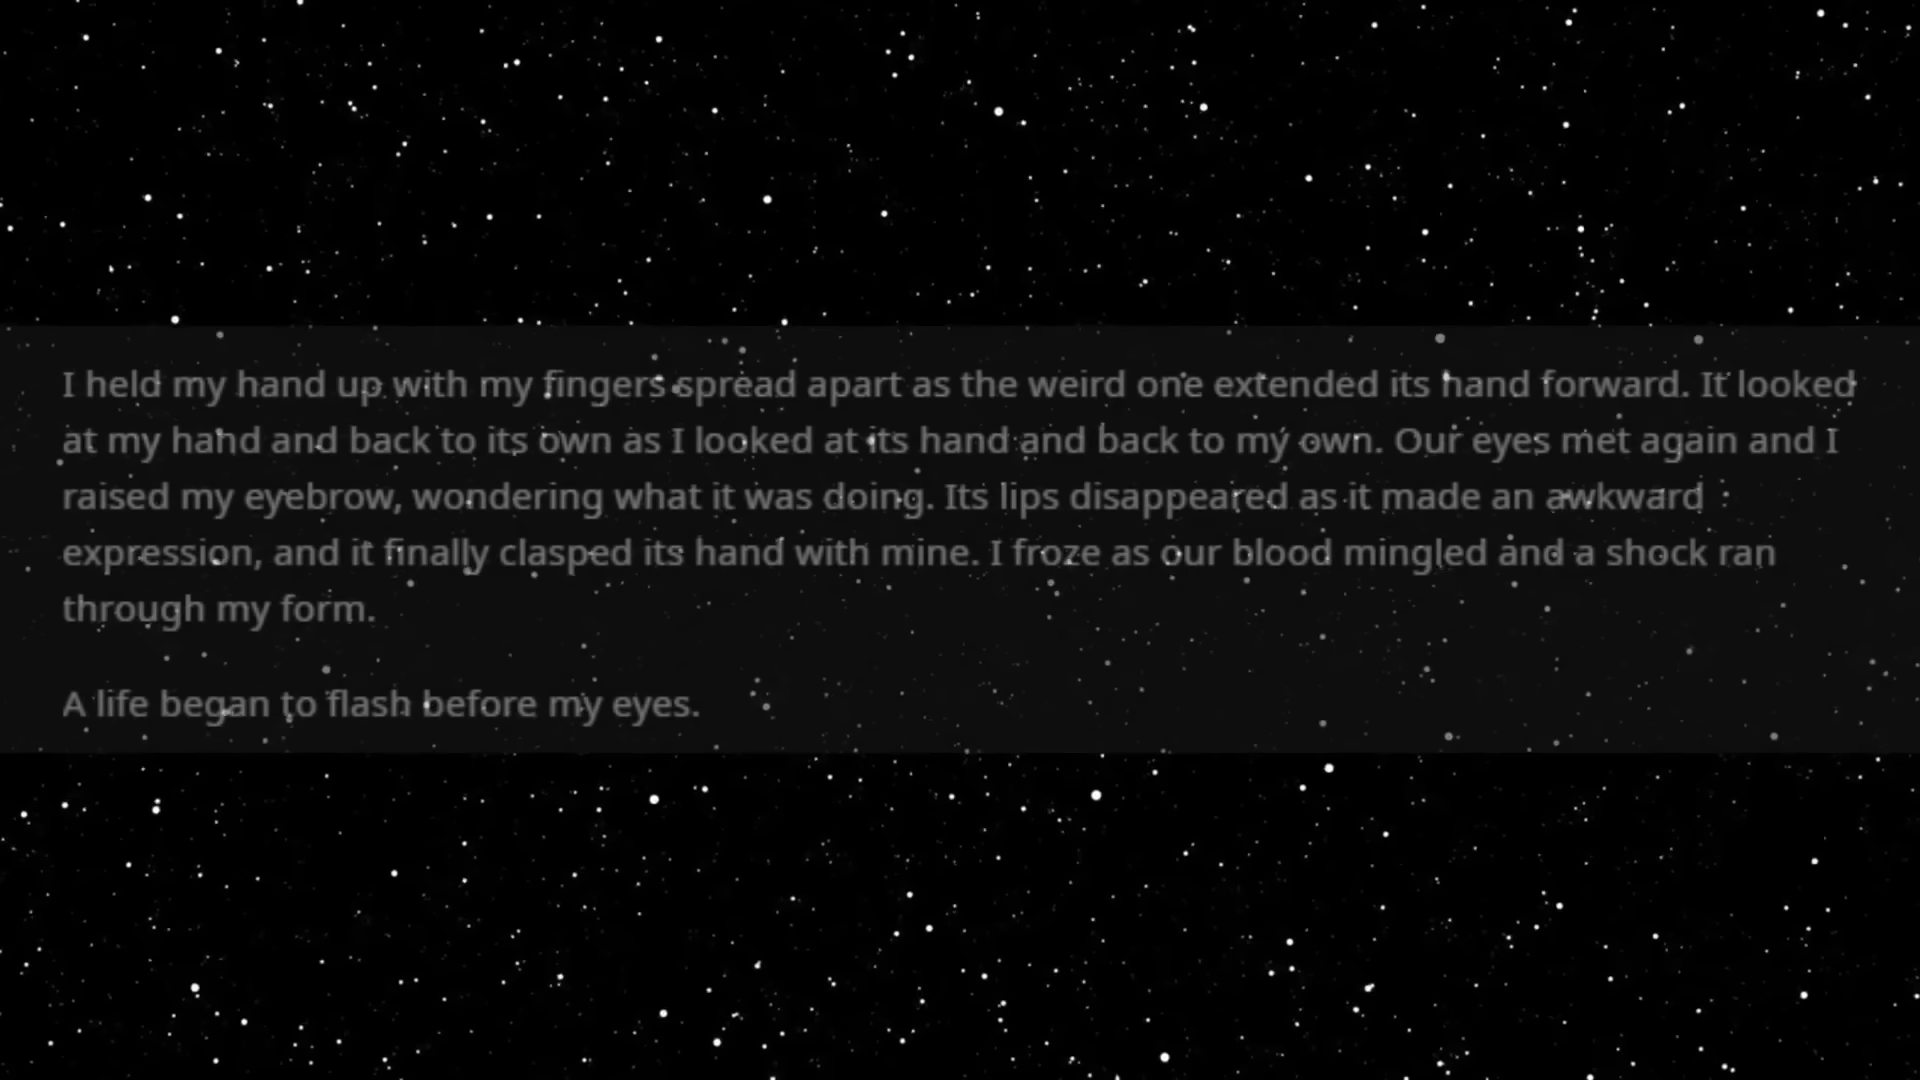 I held my hand up with my fingers spread apart as the weird one extended its hand forward. It looked
at my hand and back to its own as I looked at its hand and back to my own. Our eyes met again and I
raised my eyebrow, wondering what it was doing. Its lips disappeared as it made an awkward
expression, and it finally clasped its hand with mine. I froze as our blood mingled and a shock ran
through my form.
A life began to flash before my eyes.